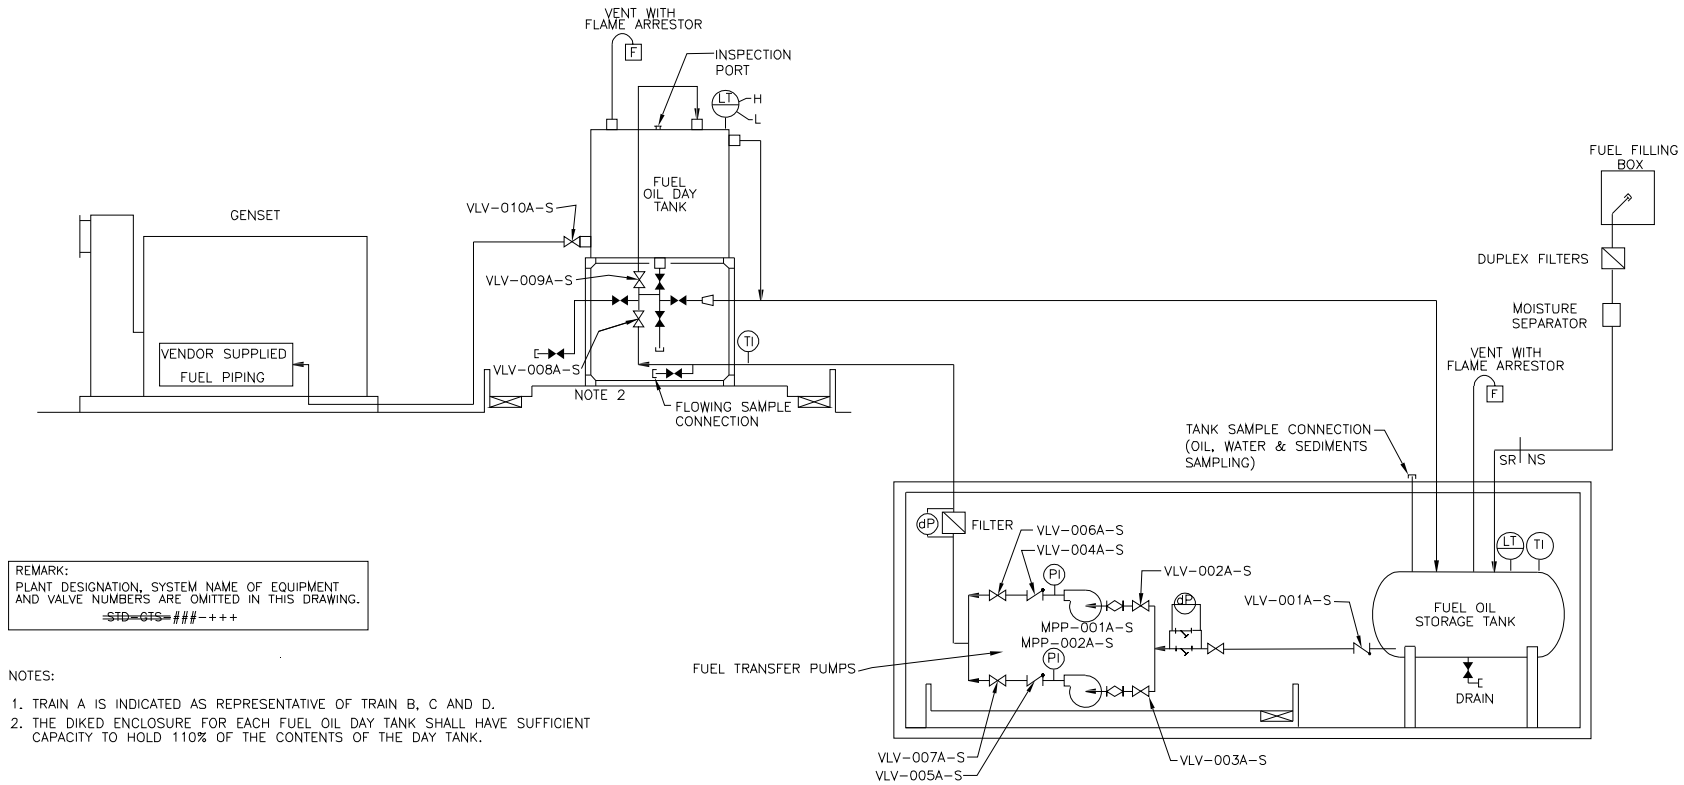 VENT WITH
FLAME ARRESTOR
F
INSPECTION
PORT
LT
H
L
FUEL
OIL DAY
TANK
GENSET
VLV-010A-S
VLV-009A-S
VLV-008A-S
TI
VENDOR SUPPLIED
FUEL PIPING
NOTE 2
FLOWING SAMPLE
CONNECTION
FUEL FILLING
BOX
DUPLEX FILTERS
MOISTURE
SEPARATOR
VENT WITH
FLAME ARRESTOR
F
TANK SAMPLE CONNECTION
(OIL, WATER & SEDIMENTS
SAMPLING)
SR NS
dP
FILTER
VLV-006A-S
VLV-004A-S
PI
VLV-002A-S
dP
VLV-001A-S
LT
TI
FUEL OIL
STORAGE TANK
MPP-001A-S
MPP-002A-S
PI
FUEL TRANSFER PUMPS
DRAIN
VLV-007A-S
VLV-005A-S
VLV-003A-S
REMARK:
PLANT DESIGNATION, SYSTEM NAME OF EQUIPMENT
AND VALVE NUMBERS ARE OMITTED IN THIS DRAWING.
STD-GTS-###-+++
NOTES:
1. TRAIN A IS INDICATED AS REPRESENTATIVE OF TRAIN B, C AND D.
2. THE DIKED ENCLOSURE FOR EACH FUEL OIL DAY TANK SHALL HAVE SUFFICIENT
CAPACITY TO HOLD 110% OF THE CONTENTS OF THE DAY TANK.